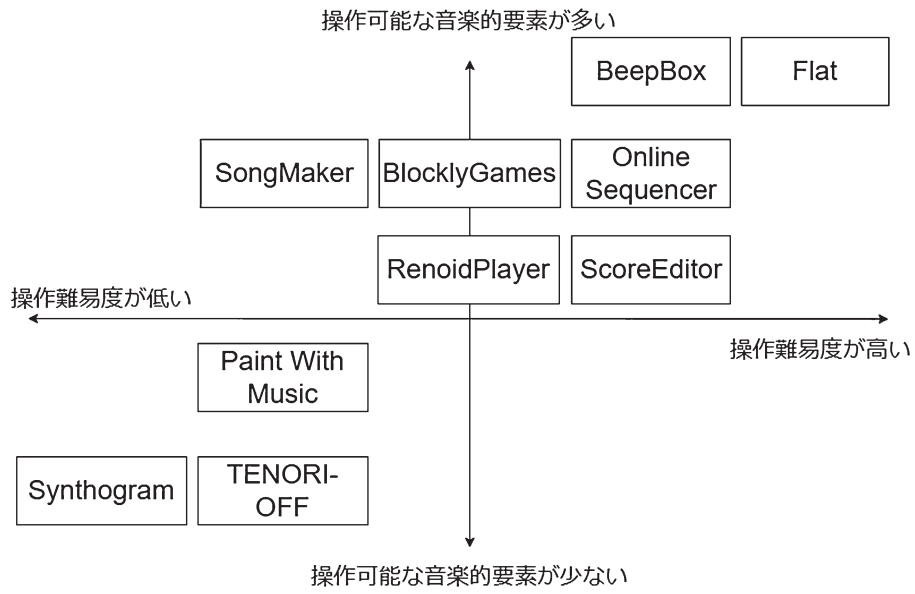 操作可能な音楽的要素が多い
BeepBox
Flat
SongMaker
BlocklyGames
Online
Sequencer
RenoidPlayer
ScoreEditor
操作難易度が低い
操作難易度が高い
Paint With
Music
Synthogram
TENORI-
OFF
操作可能な音楽的要素が少ない